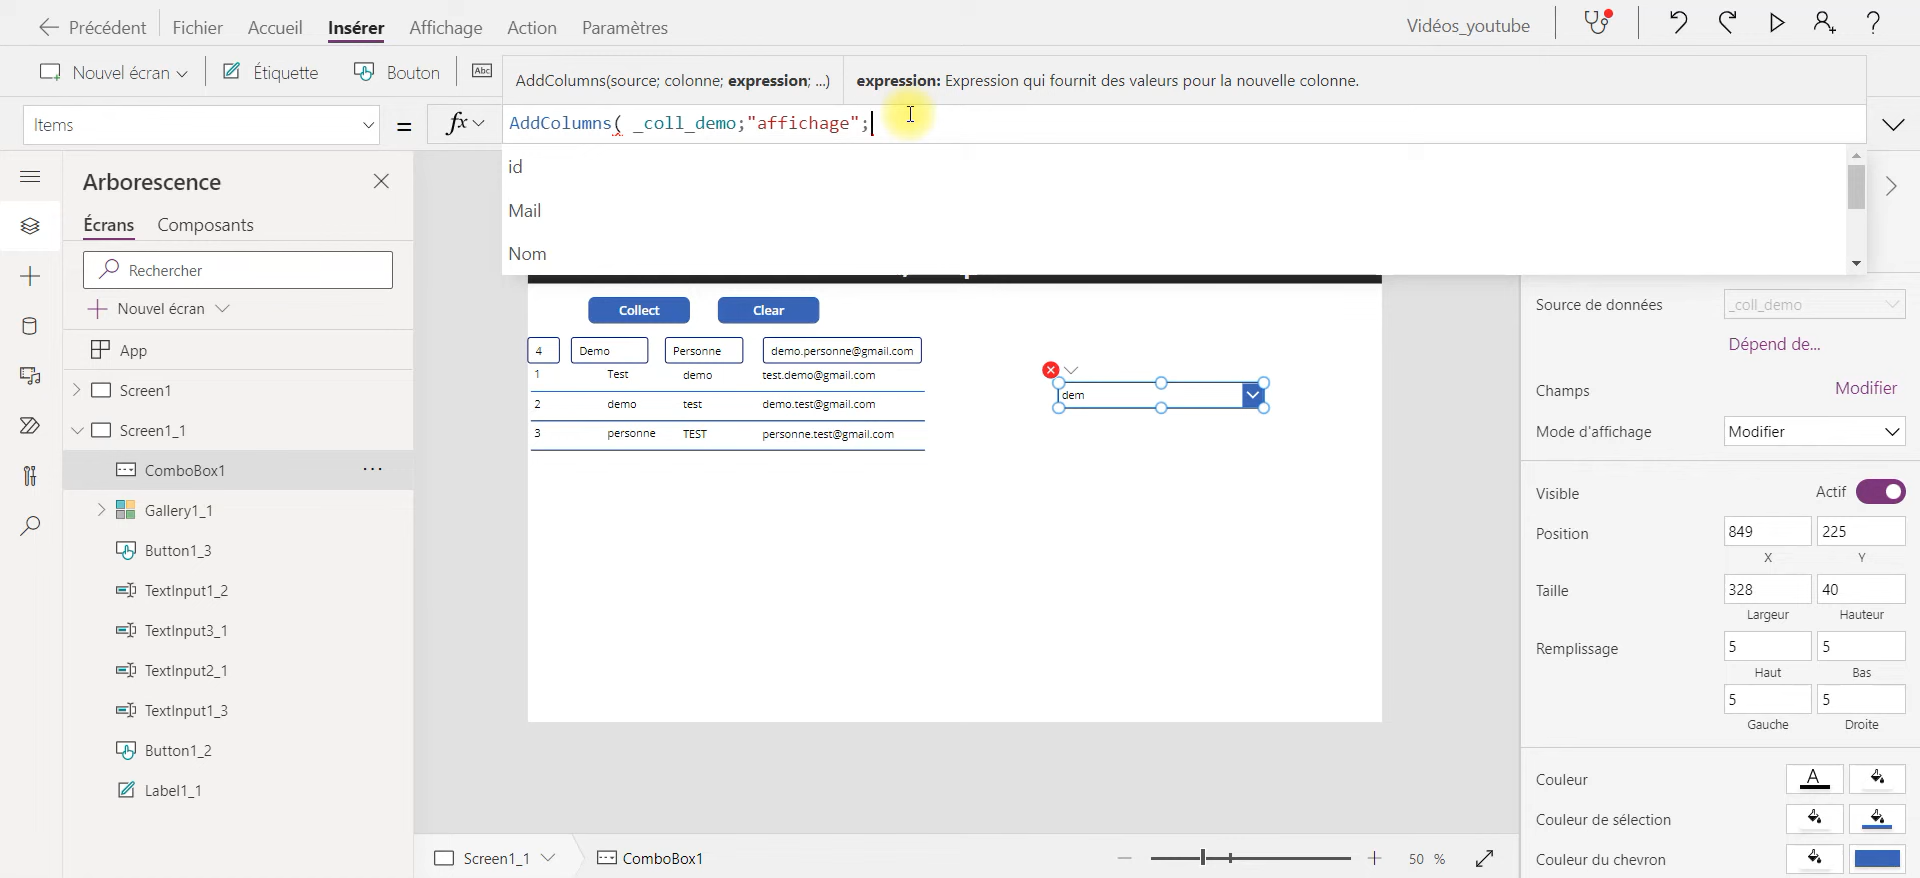 Précédent Fichier Accueil Insérer Affichage Action Paramètres Vidéos_youtube
Nouvel écran Étiquette Bouton Abc
AddColumns(source; colonne; expression; ...) expression: Expression qui fournit des valeurs pour la nouvelle colonne.
Items = fx AddColumns( _coll_demo;"affichage";
id
Mail
Nom
Arborescence
Écrans Composants
Rechercher
Nouvel écran
App
Screen1
Screen1_1
ComboBox1 ...
Gallery1_1
Button1_3
TextInput1_2
TextInput3_1
TextInput2_1
TextInput1_3
Button1_2
Label1_1
Collect Clear
4 Demo Personne demo.personne@gmail.com
1 Test demo test.demo@gmail.com
2 demo test demo.test@gmail.com
3 personne TEST personne.test@gmail.com
dem
Source de données _coll_demo
Dépend de...
Champs Modifier
Mode d'affichage Modifier
Visible Actif
Position 849 225
X Y
Taille 328 40
Largeur Hauteur
Remplissage 5 5
Haut Bas
5 5
Gauche Droite
Couleur A
Couleur de sélection
Couleur du chevron
Screen1_1 ComboBox1 50 %